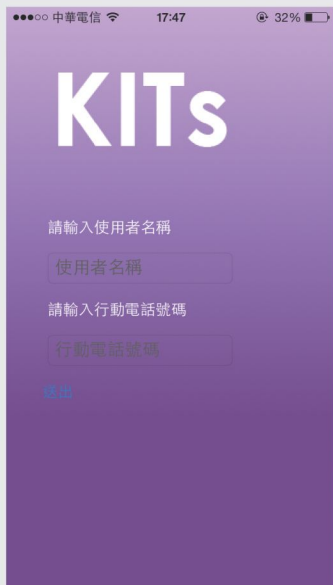 中華電信 17:47 32%
KITs
請輸入使用者名稱
使用者名稱
請輸入行動電話號碼
行動電話號碼
送出